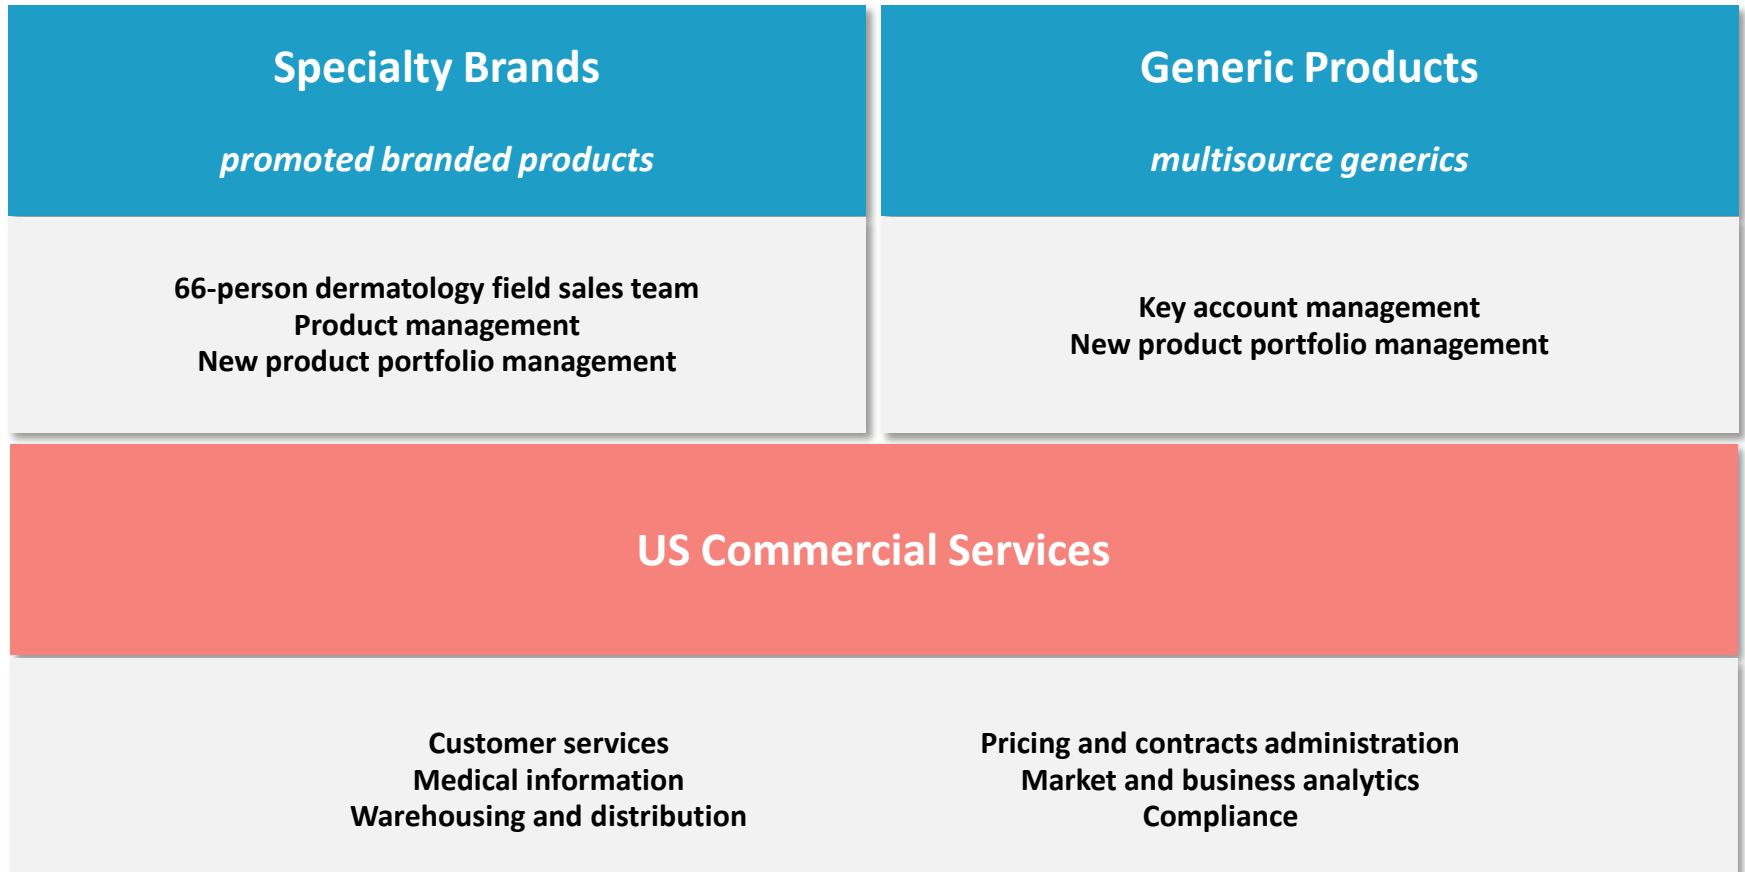 Specialty Brands
promoted branded products
66-person dermatology field sales team
Product management
New product portfolio management
Generic Products
multisource generics
Key account management
New product portfolio management
US Commercial Services
Customer services
Medical information
Warehousing and distribution
Pricing and contracts administration
Market and business analytics
Compliance